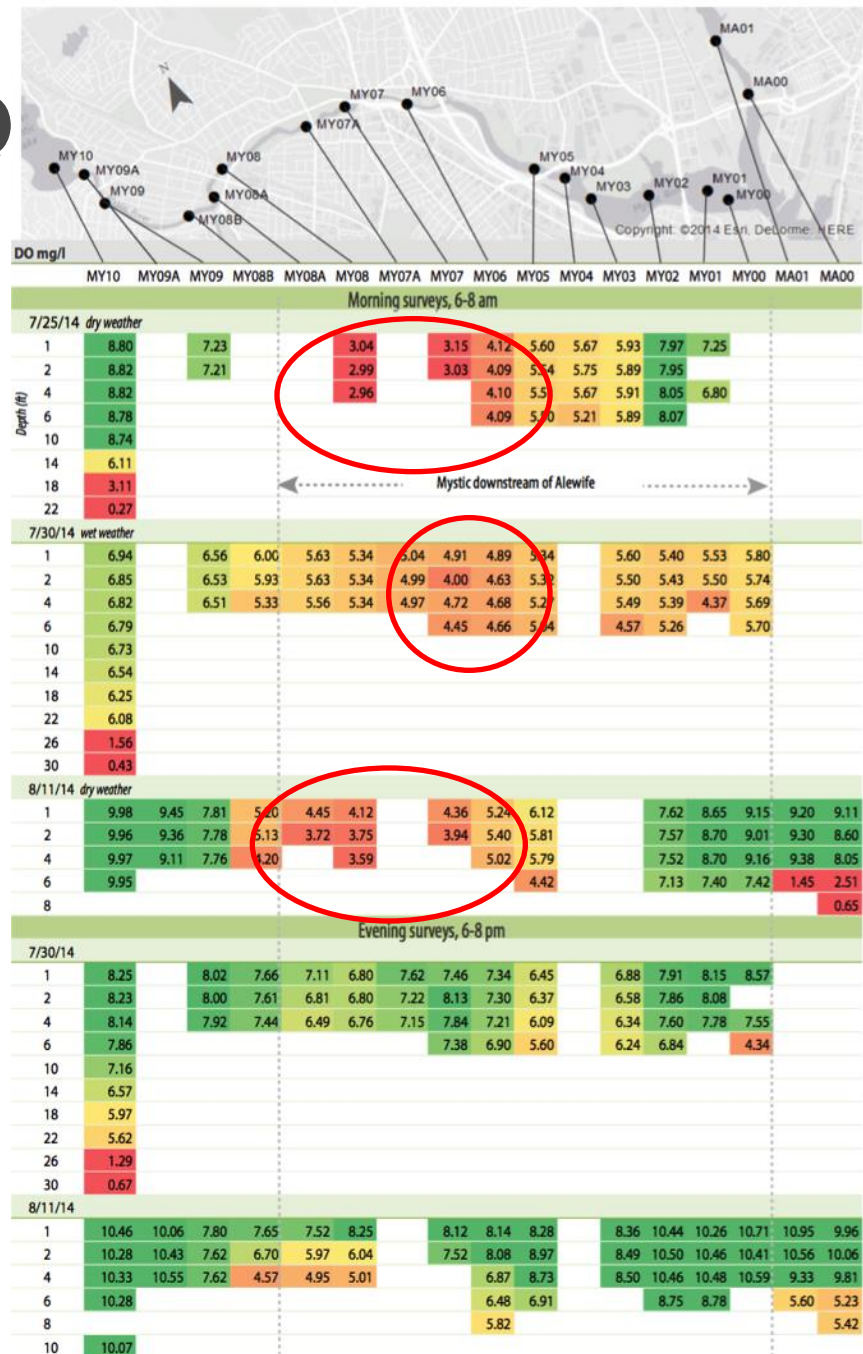 MA01
MA00
N
MY07
MY06
MY07A
MY10
MY09A
MY08
MY05
MY04
MY09
MY03
MY02
MY01
MY08A
MY00
MY08B
Copyright: ©2014 Esri, DeLorme, HERE
DO mg/l
MY10 MY09A MY09 MY08B MY08A MY08 MY07A MY07 MY06 MY05 MY04 MY03 MY02 MY01 MY00 MA01 MA00
Morning surveys, 6-8 am
7/25/14 dry weather
1 8.80 7.23 3.04 3.15 4.12 5.60 5.67 5.93 7.97 7.25
2 8.82 7.21 2.99 3.03 4.09 5.75 5.89 7.95
4 8.82 2.96 4.10 5.67 5.91 8.05 6.80
Depth (ft)
6 8.78 4.09 5.21 5.89 8.07
10 8.74
14 6.11
18 3.11 Mystic downstream of Alewife
22 0.27
7/30/14 wet weather
1 6.94 6.56 6.00 5.63 5.34 4.91 4.89 6.60 5.40 5.53 5.80
2 6.85 6.53 5.93 5.63 5.34 4.99 4.00 4.63 5.50 5.43 5.50 5.74
4 6.82 6.51 5.33 5.56 5.34 4.97 4.72 4.68 5.49 5.39 4.37 5.69
6 6.79 4.45 4.66 4.57 5.26 5.70
10 6.73
14 6.54
18 6.25
22 6.08
26 1.56
30 0.43
8/11/14 dry weather
1 9.98 9.45 7.81 4.45 4.12 4.36 5.24 6.12 7.62 8.65 9.15 9.20 9.11
2 9.96 9.36 7.78 5.13 3.72 3.75 3.94 5.40 5.81 7.57 8.70 9.01 9.30 8.60
4 9.97 9.11 7.76 4.20 3.59 5.02 5.79 7.52 8.70 9.16 9.38 8.05
6 9.95 4.42 7.13 7.40 7.42 1.45 2.51
8 0.65
Evening surveys, 6-8 pm
7/30/14
1 8.25 8.02 7.66 7.11 6.80 7.62 7.46 7.34 6.45 6.88 7.91 8.15 8.57
2 8.23 8.00 7.61 6.81 6.80 7.22 8.13 7.30 6.37 6.58 7.86 8.08
4 8.14 7.92 7.44 6.49 6.76 7.15 7.84 7.21 6.09 6.34 7.60 7.78 7.55
6 7.86 7.38 6.90 5.60 6.24 6.84 4.34
10 7.16
14 6.57
18 5.97
22 5.62
26 1.29
30 0.67
8/11/14
1 10.46 10.06 7.80 7.65 7.52 8.25 8.12 8.14 8.28 8.36 10.44 10.26 10.71 10.95 9.96
2 10.28 10.43 7.62 6.70 5.97 6.04 7.52 8.08 8.97 8.49 10.50 10.46 10.41 10.56 10.06
4 10.33 10.55 7.62 4.57 4.95 5.01 6.87 8.73 8.50 10.46 10.48 10.59 9.33 9.81
6 10.28 6.48 6.91 8.75 8.78 5.60 5.23
8 5.82 5.42
10 10.07